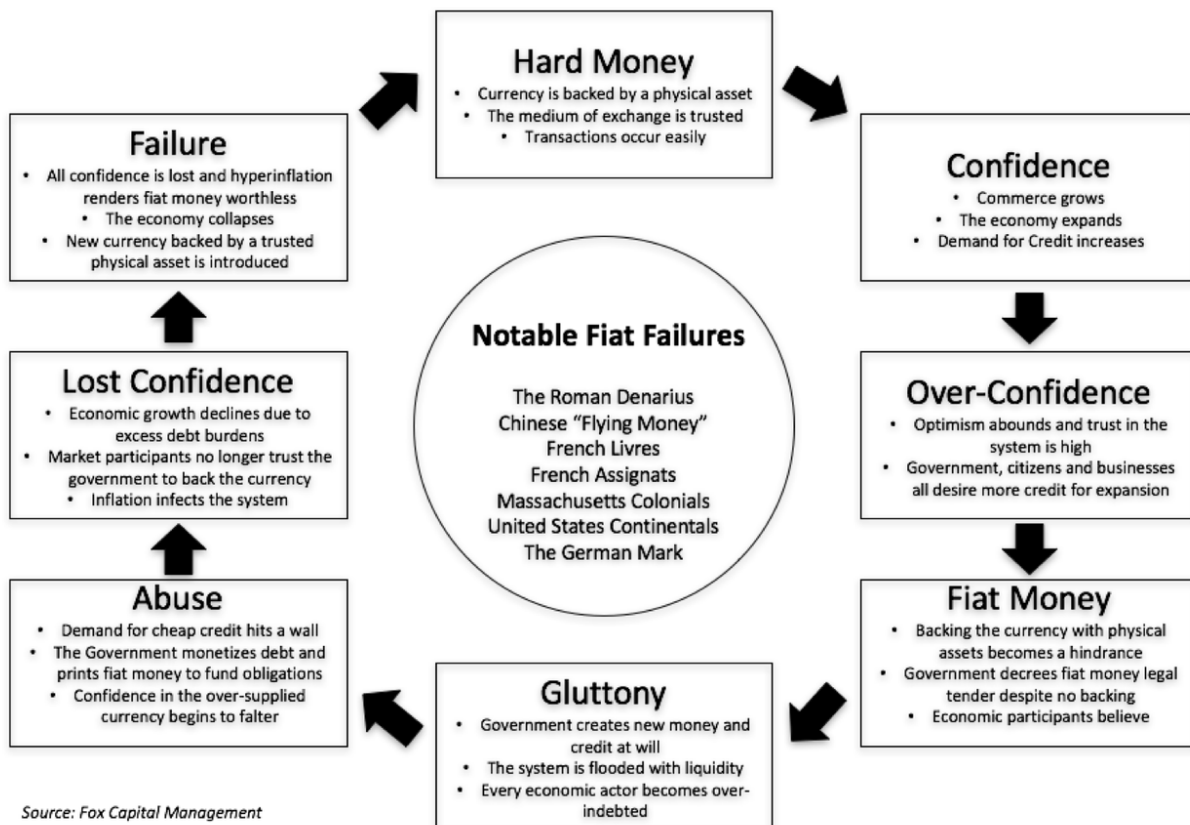 Hard Money
• Currency is backed by a physical asset
• The medium of exchange is trusted
• Transactions occur easily
Confidence
• Commerce grows
• The economy expands
• Demand for Credit increases
Over-Confidence
• Optimism abounds and trust in the
system is high
• Government, citizens and businesses
all desire more credit for expansion
Fiat Money
• Backing the currency with physical
assets becomes a hindrance
• Government decrees fiat money legal
tender despite no backing
• Economic participants believe
Gluttony
• Government creates new money and
credit at will
• The system is flooded with liquidity
• Every economic actor becomes over-
indebted
Abuse
• Demand for cheap credit hits a wall
• The Government monetizes debt and
prints fiat money to fund obligations
• Confidence in the over-supplied
currency begins to falter
Lost Confidence
• Economic growth declines due to
excess debt burdens
• Market participants no longer trust the
government to back the currency
• Inflation infects the system
Failure
• All confidence is lost and hyperinflation
renders fiat money worthless
• The economy collapses
• New currency backed by a trusted
physical asset is introduced
Notable Fiat Failures
The Roman Denarius
Chinese “Flying Money”
French Livres
French Assignats
Massachusetts Colonials
United States Continentals
The German Mark
Source: Fox Capital Management